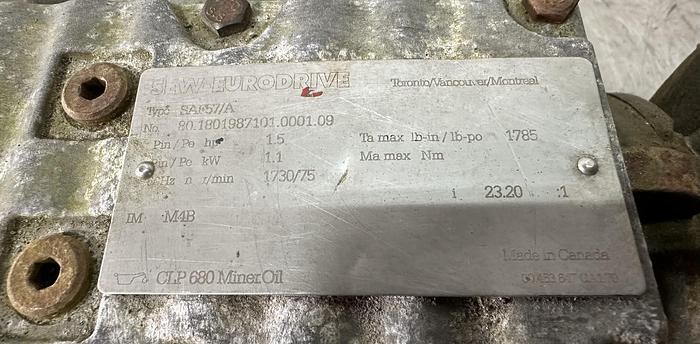 SEW-EURODRIVE Toronto/Vancouver/Montreal
Type SAF57/A
No. 80.1801987101.0001.09
Pin/Pe hp 1.5 Ta max lb-in / lb-po 1785
Pin/Pe kW 1.1 Ma max Nm
r/min 1730/75
i 23.20 :1
IM M4B
Made in Canada
CLP 680 Miner.Oil